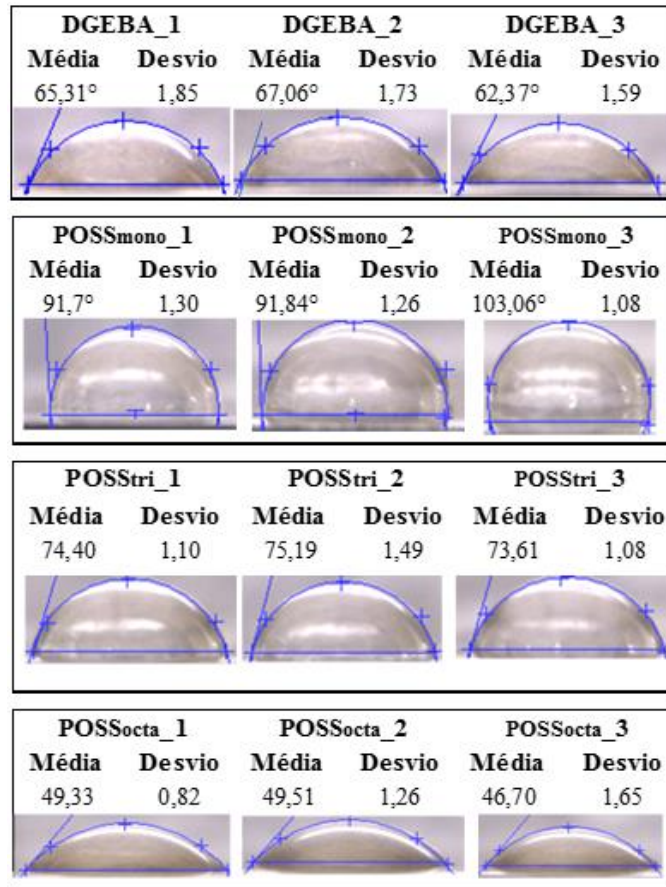 DGEBA_1 DGEBA_2 DGEBA_3
Média Desvio Média Desvio Média Desvio
65,31° 1,85 67,06° 1,73 62,37° 1,59
POSSmono_1 POSSmono_2 POSSmono_3
Média Desvio Média Desvio Média Desvio
91,7° 1,30 91,84° 1,26 103,06° 1,08
POSStri_1 POSStri_2 POSStri_3
Média Desvio Média Desvio Média Desvio
74,40 1,10 75,19 1,49 73,61 1,08
POSSocta_1 POSSocta_2 POSSocta_3
Média Desvio Média Desvio Média Desvio
49,33 0,82 49,51 1,26 46,70 1,65